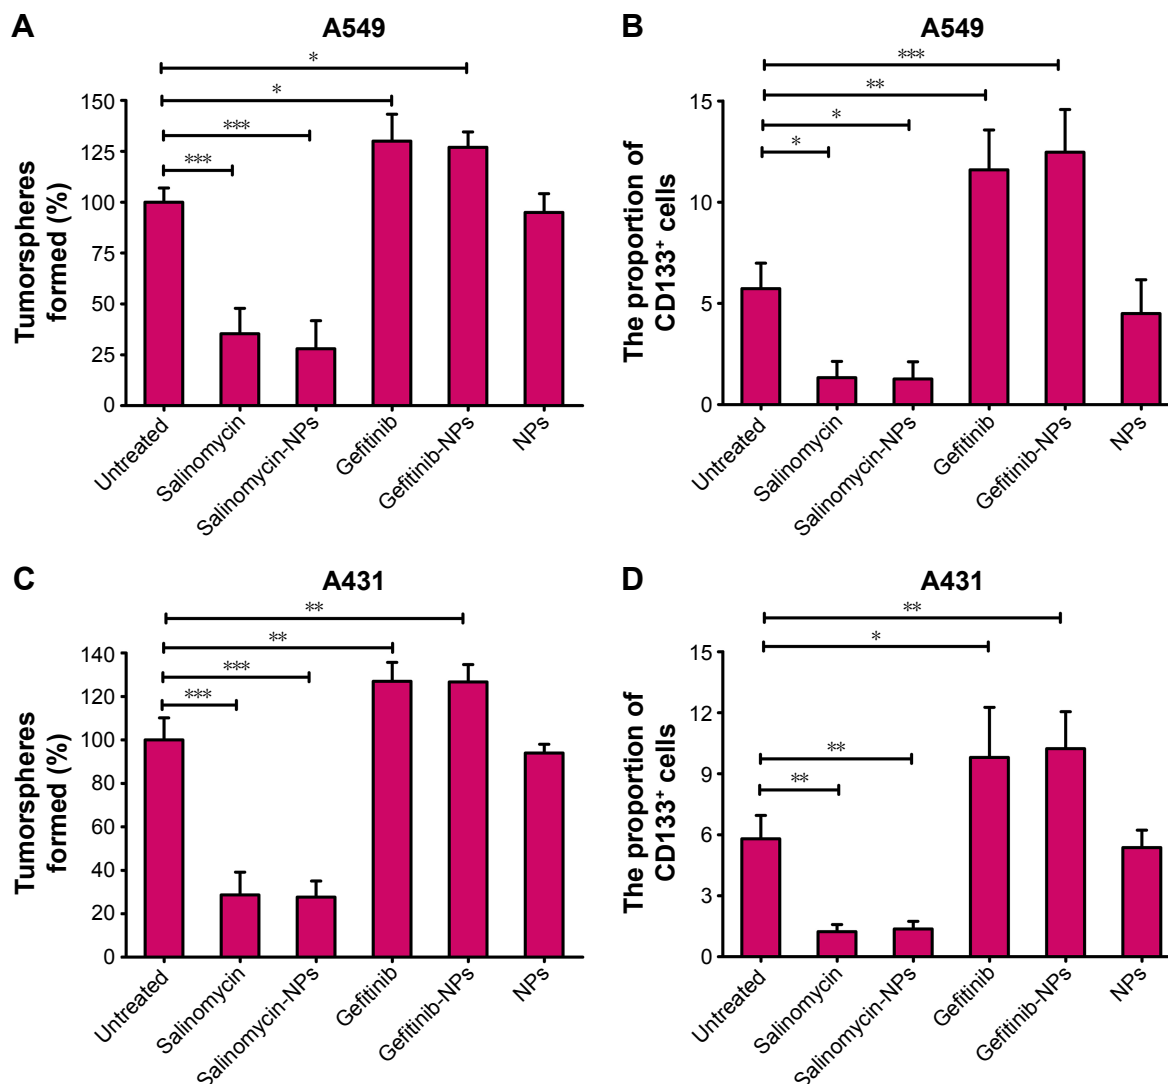 A
A549
*
*
***
***
150
125
100
75
50
25
0
Tumorspheres
formed (%)
Untreated
Salinomycin
Salinomycin-NPs
Gefitinib
Gefitinib-NPs
NPs
B
A549
***
**
*
*
15
10
5
0
The proportion of
CD133⁺ cells
Untreated
Salinomycin
Salinomycin-NPs
Gefitinib
Gefitinib-NPs
NPs
C
A431
**
**
***
***
140
120
100
80
60
40
20
0
Tumorspheres
formed (%)
Untreated
Salinomycin
Salinomycin-NPs
Gefitinib
Gefitinib-NPs
NPs
D
A431
**
*
**
**
15
12
9
6
3
0
The proportion of
CD133⁺ cells
Untreated
Salinomycin
Salinomycin-NPs
Gefitinib
Gefitinib-NPs
NPs